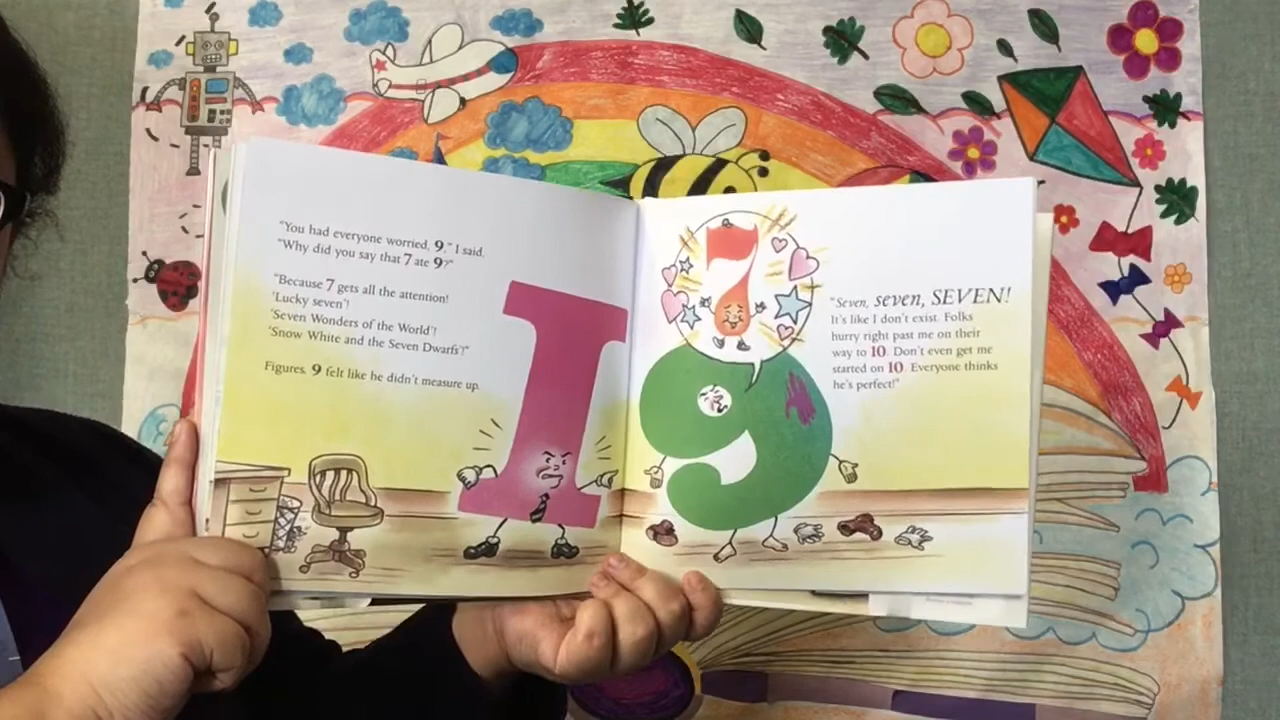 "You had everyone worried, 9," I said.
"Why did you say that 7 ate 9?"
"Because 7 gets all the attention!
'Lucky seven'!
'Seven Wonders of the World'!
'Snow White and the Seven Dwarfs'!"
Figures. 9 felt like he didn't measure up.
I
7
9
"Seven, seven, SEVEN!
It's like I don't exist. Folks
hurry right past me on their
way to 10. Don't even get me
started on 10. Everyone thinks
he's perfect!"